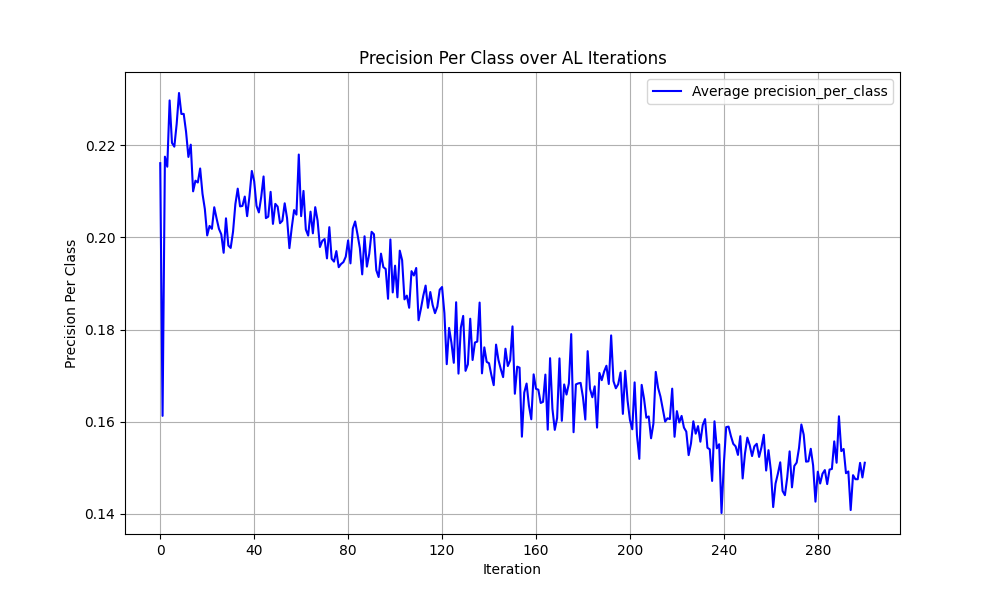 Precision Per Class over AL Iterations
Average precision_per_class
Precision Per Class
0.22
0.20
0.18
0.16
0.14
0 40 80 120 160 200 240 280
Iteration